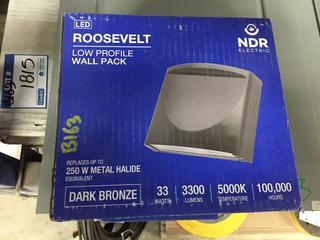 LED
ROOSEVELT
LOW PROFILE
WALL PACK
NDR
ELECTRIC
1815
B163
REPLACES UP TO
250 W METAL HALIDE
EQUIVALENT
DARK BRONZE
33
WATTS
3300
LUMENS
5000K
TEMPERATURE
100,000
HOURS